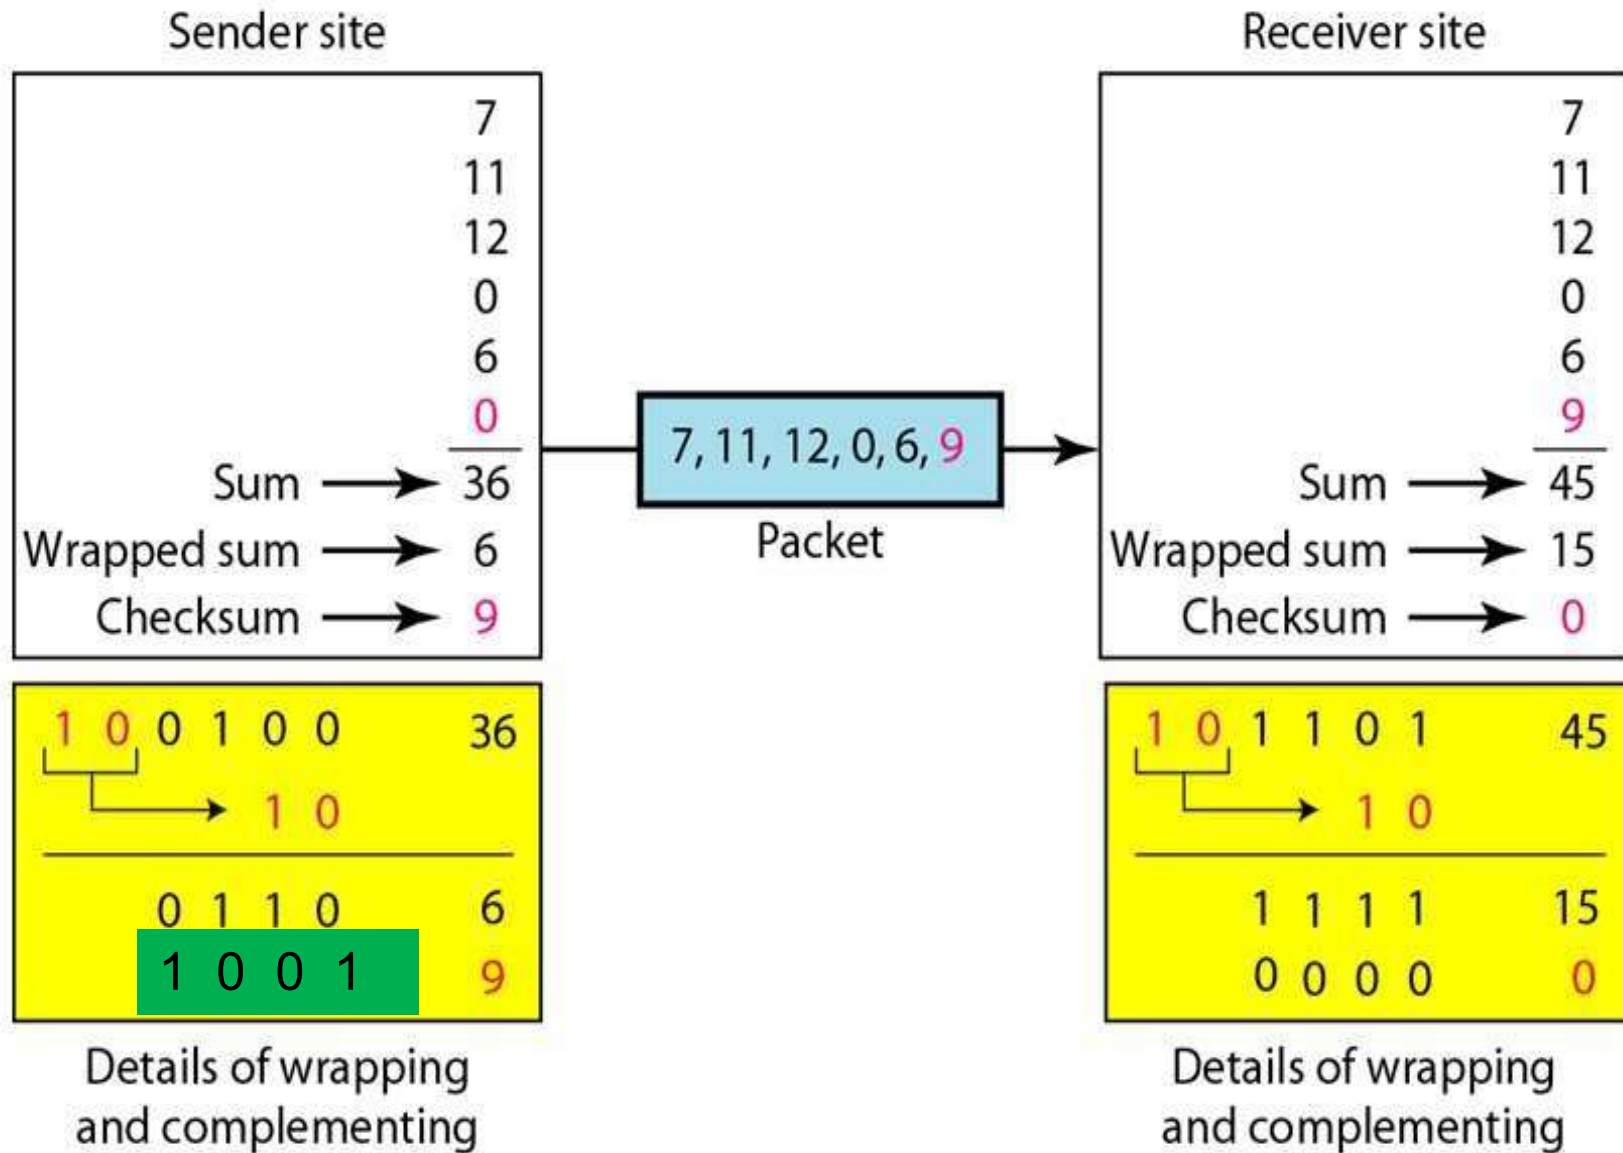 Sender site
7
11
12
0
6
0
Sum 36
Wrapped sum 6
Checksum 9
1 0 0 1 0 0 36
1 0
0 1 1 0 6
1 0 0 1 9
Details of wrapping
and complementing
7, 11, 12, 0, 6, 9
Packet
Receiver site
7
11
12
0
6
9
Sum 45
Wrapped sum 15
Checksum 0
1 0 1 1 0 1 45
1 0
1 1 1 1 15
0 0 0 0 0
Details of wrapping
and complementing